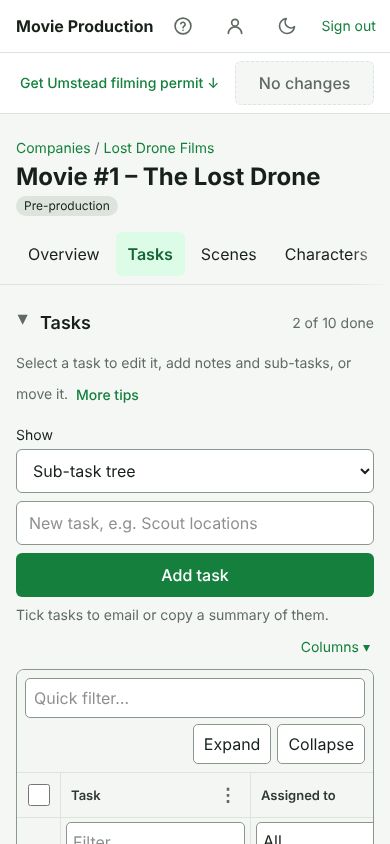 Movie Production Sign out
Get Umstead filming permit ↓ No changes
Companies / Lost Drone Films
Movie #1 – The Lost Drone
Pre-production
Overview Tasks Scenes Characters
▼ Tasks 2 of 10 done
Select a task to edit it, add notes and sub-tasks, or
move it. More tips
Show
Sub-task tree
New task, e.g. Scout locations
Add task
Tick tasks to email or copy a summary of them.
Columns ▾
Quick filter...
Expand Collapse
Task ⋮ Assigned to
Filter... All